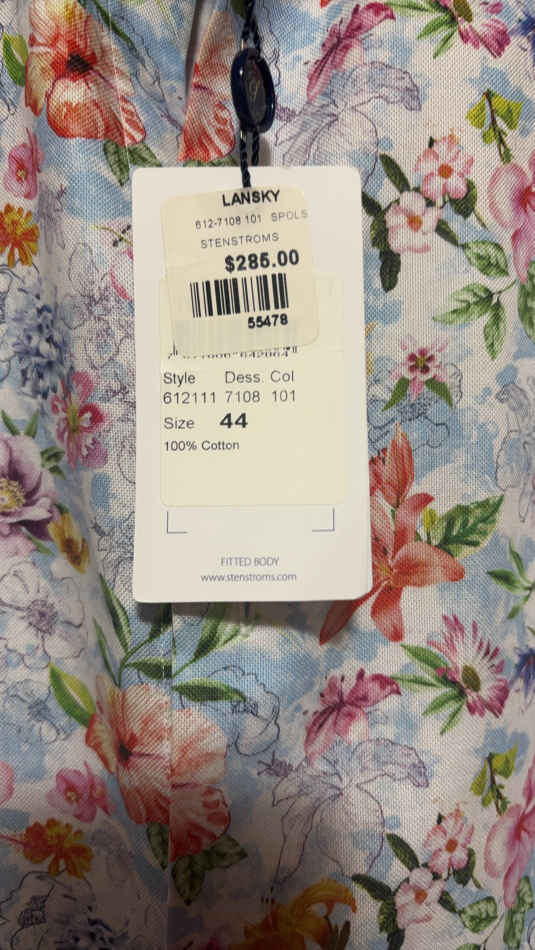 LANSKY
612-7108 101 SPOLS
STENSTROMS
$285.00
55478
Style Dess. Col
612111 7108 101
Size 44
100% Cotton
FITTED BODY
www.stenstroms.com